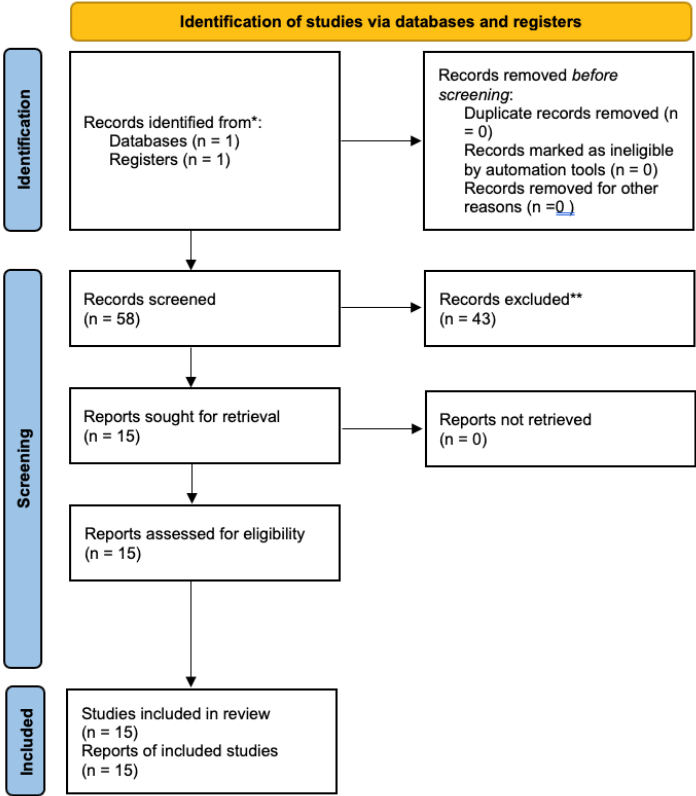 Identification of studies via databases and registers
Identification
Records identified from*:
Databases (n = 1)
Registers (n = 1)
Records removed before
screening:
Duplicate records removed (n
= 0)
Records marked as ineligible
by automation tools (n = 0)
Records removed for other
reasons (n =0 )
Screening
Records screened
(n = 58)
Records excluded**
(n = 43)
Reports sought for retrieval
(n = 15)
Reports not retrieved
(n = 0)
Reports assessed for eligibility
(n = 15)
Included
Studies included in review
(n = 15)
Reports of included studies
(n = 15)